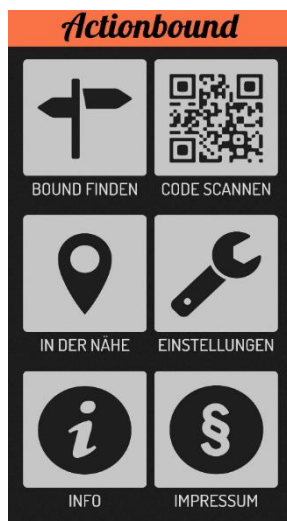 Actionbound
BOUND FINDEN
CODE SCANNEN
IN DER NÄHE
EINSTELLUNGEN
i
§
INFO
IMPRESSUM